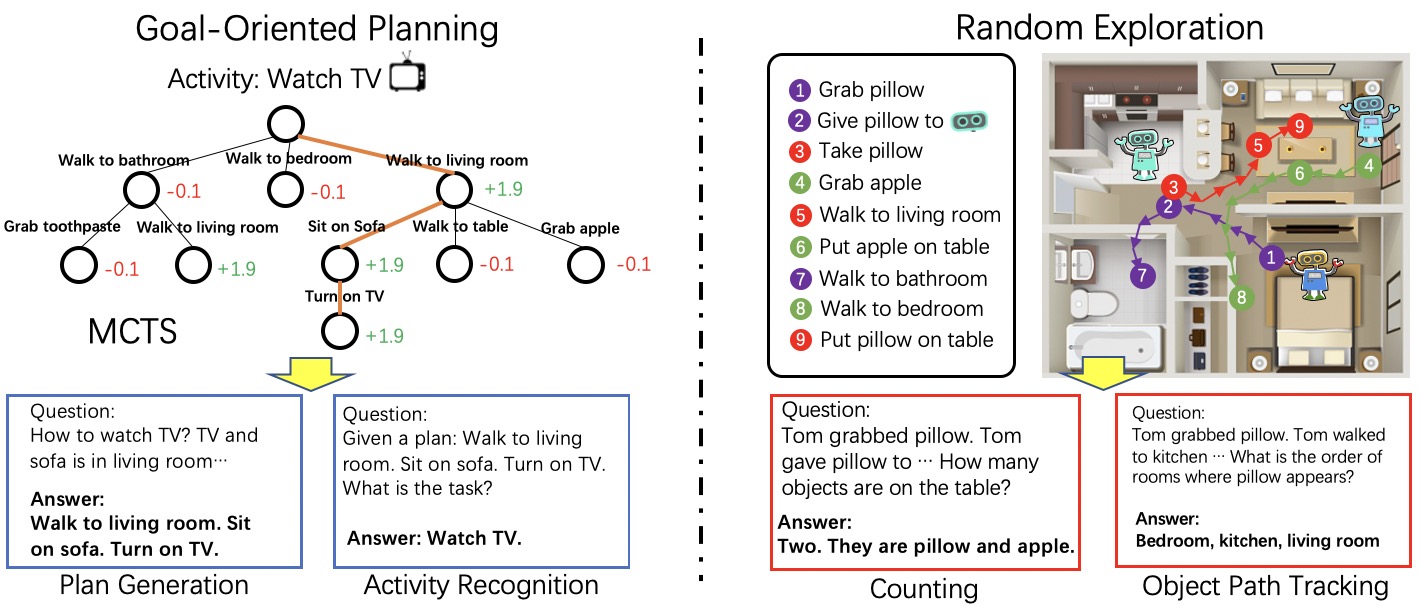 Goal-Oriented Planning
Activity: Watch TV
Walk to bathroom
Walk to bedroom
Walk to living room
-0.1
-0.1
+1.9
Grab toothpaste
Walk to living room
Sit on Sofa
Walk to table
Grab apple
-0.1
+1.9
+1.9
-0.1
-0.1
Turn on TV
MCTS
+1.9
Question:
How to watch TV? TV and
sofa is in living room···
Answer:
Walk to living room. Sit
on sofa. Turn on TV.
Plan Generation
Question:
Given a plan: Walk to living
room. Sit on sofa. Turn on TV.
What is the task?
Answer: Watch TV.
Activity Recognition
Random Exploration
1 Grab pillow
2 Give pillow to
3 Take pillow
4 Grab apple
5 Walk to living room
6 Put apple on table
7 Walk to bathroom
8 Walk to bedroom
9 Put pillow on table
9
5
6
4
3
2
1
7
8
Question:
Tom grabbed pillow. Tom
gave pillow to ··· How many
objects are on the table?
Answer:
Two. They are pillow and apple.
Counting
Question:
Tom grabbed pillow. Tom walked
to kitchen ··· What is the order of
rooms where pillow appears?
Answer:
Bedroom, kitchen, living room
Object Path Tracking